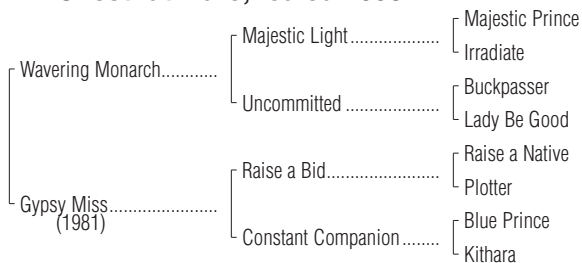 Majestic Prince
Majestic Light....................
Irradiate
Wavering Monarch............
Buckpasser
Uncommitted .....................
Lady Be Good
Raise a Native
Raise a Bid.........................
Plotter
Gypsy Miss........................
(1981)
Blue Prince
Constant Companion ........
Kithara